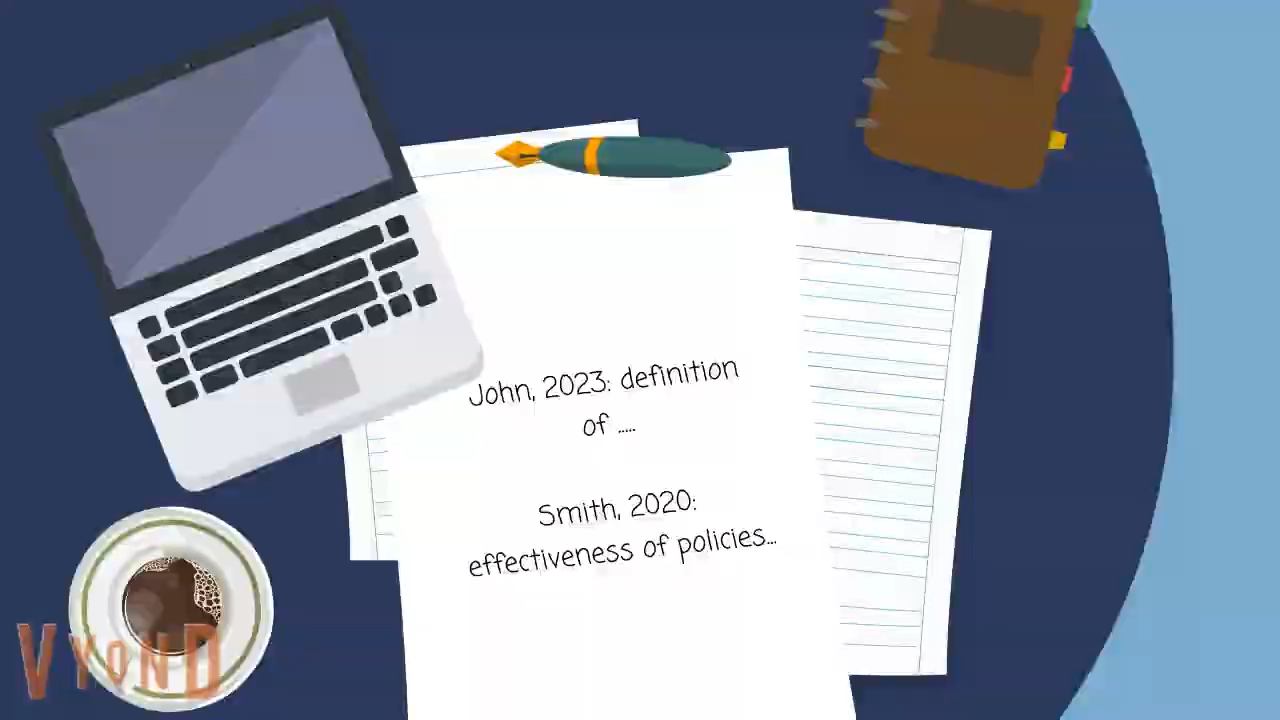 John, 2023: definition
of .....
Smith, 2020:
effectiveness of policies...
VYOND